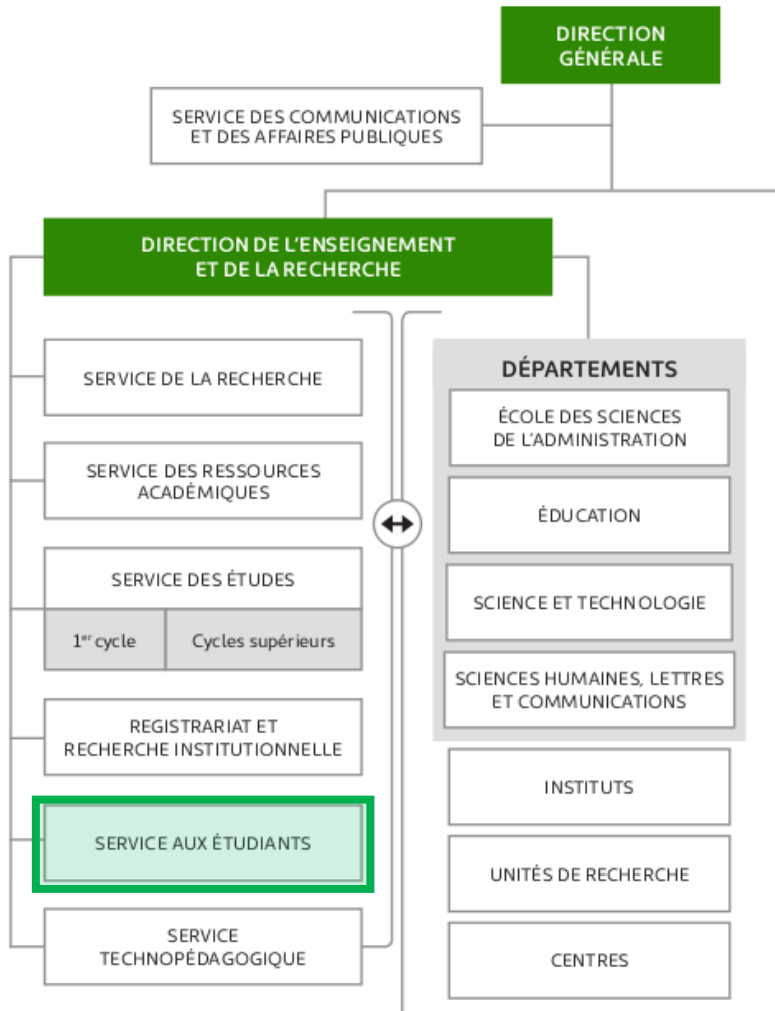 DIRECTION
GÉNÉRALE
SERVICE DES COMMUNICATIONS
ET DES AFFAIRES PUBLIQUES
DIRECTION DE L'ENSEIGNEMENT
ET DE LA RECHERCHE
SERVICE DE LA RECHERCHE
SERVICE DES RESSOURCES
ACADÉMIQUES
SERVICE DES ÉTUDES
1er cycle
Cycles supérieurs
REGISTRARIAT ET
RECHERCHE INSTITUTIONNELLE
SERVICE AUX ÉTUDIANTS
SERVICE
TECHNOPÉDAGOGIQUE
DÉPARTEMENTS
ÉCOLE DES SCIENCES
DE L'ADMINISTRATION
ÉDUCATION
SCIENCE ET TECHNOLOGIE
SCIENCES HUMAINES, LETTRES
ET COMMUNICATIONS
INSTITUTS
UNITÉS DE RECHERCHE
CENTRES